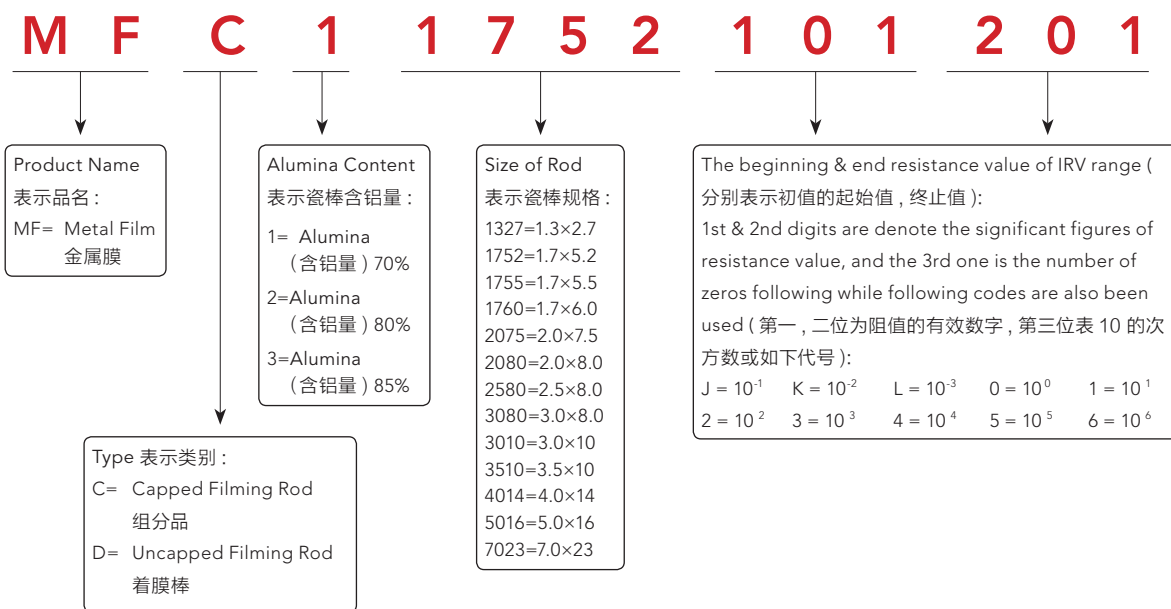 M F C 1 1 7 5 2 1 0 1 2 0 1
Product Name
表示品名 :
MF= Metal Film
金属膜
Alumina Content
表示瓷棒含铝量 :
1= Alumina
( 含铝量 ) 70%
2=Alumina
( 含铝量 ) 80%
3=Alumina
( 含铝量 ) 85%
Size of Rod
表示瓷棒规格 :
1327=1.3×2.7
1752=1.7×5.2
1755=1.7×5.5
1760=1.7×6.0
2075=2.0×7.5
2080=2.0×8.0
2580=2.5×8.0
3080=3.0×8.0
3010=3.0×10
3510=3.5×10
4014=4.0×14
5016=5.0×16
7023=7.0×23
The beginning & end resistance value of IRV range (
分别表示初值的起始值 , 终止值 ):
1st & 2nd digits are denote the significant figures of
resistance value, and the 3rd one is the number of
zeros following while following codes are also been
used ( 第一 , 二位为阻值的有效数字 , 第三位表 10 的次
方数或如下代号 ):
J = 10⁻¹ K = 10⁻² L = 10⁻³ 0 = 10⁰ 1 = 10¹
2 = 10² 3 = 10³ 4 = 10⁴ 5 = 10⁵ 6 = 10⁶
Type 表示类别 :
C= Capped Filming Rod
组分品
D= Uncapped Filming Rod
着膜棒